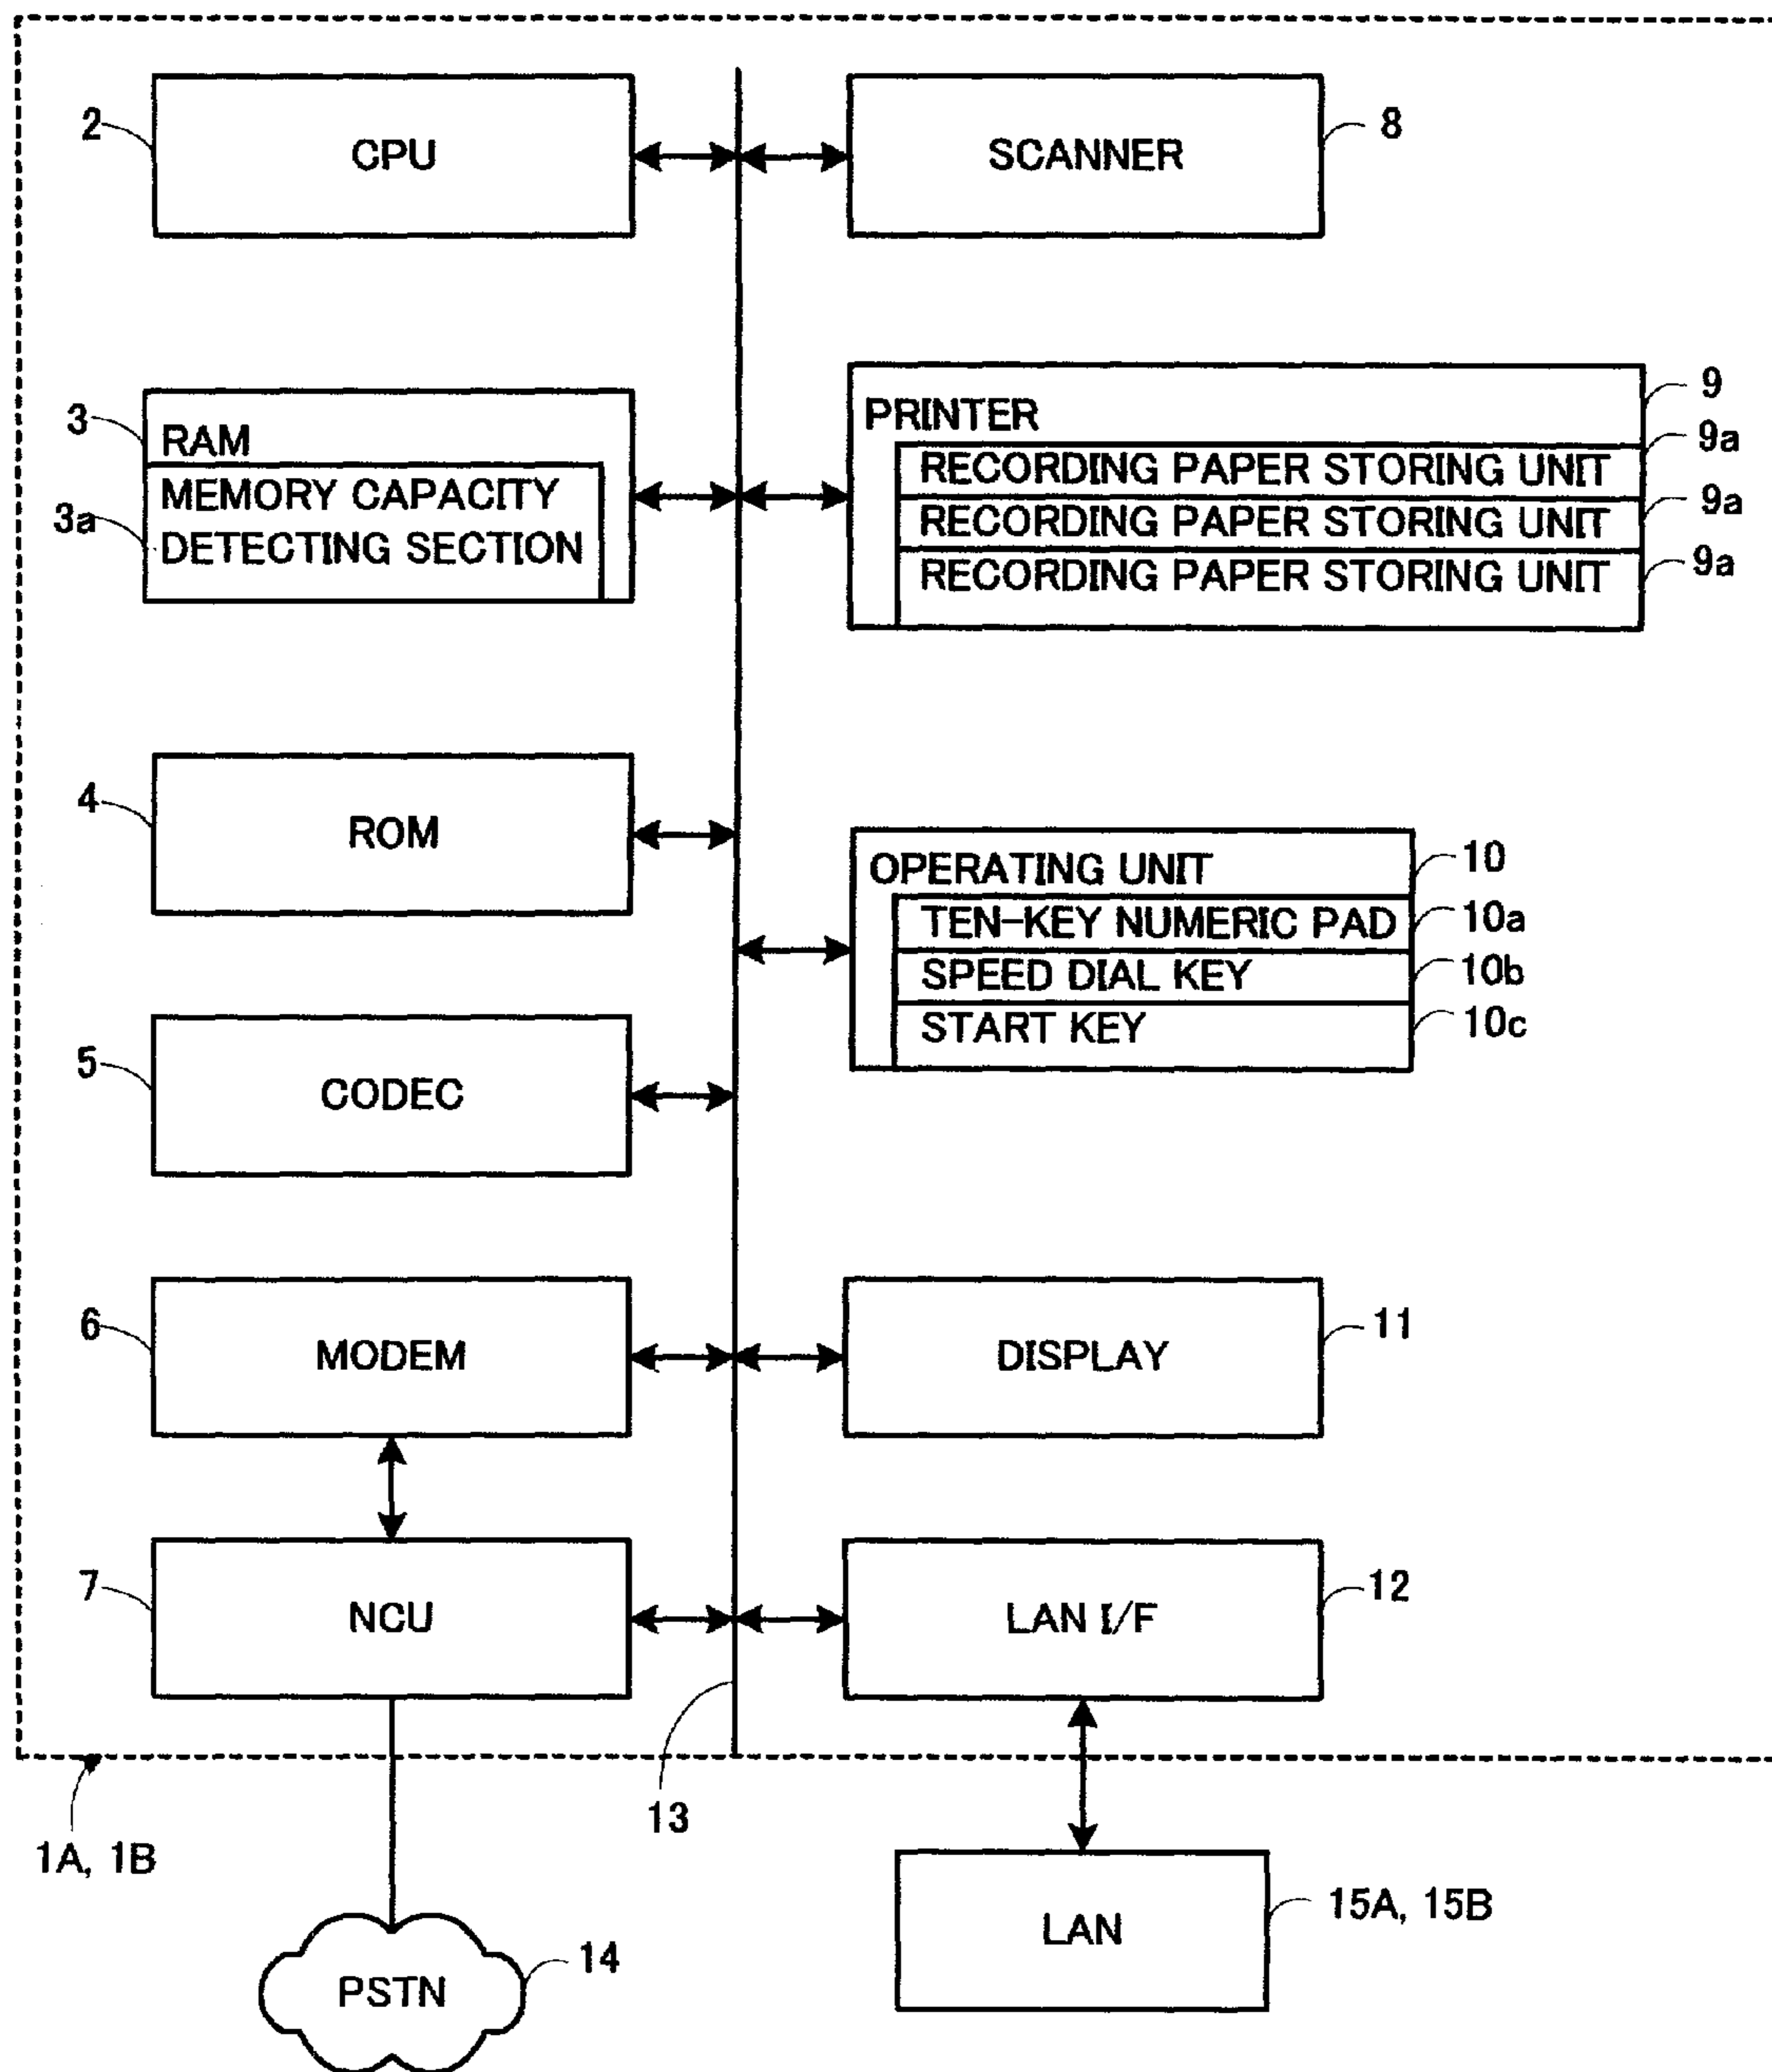 2
CPU
SCANNER
8
3
RAM
3a
MEMORY CAPACITY
DETECTING SECTION
PRINTER
9
RECORDING PAPER STORING UNIT
9a
RECORDING PAPER STORING UNIT
9a
RECORDING PAPER STORING UNIT
9a
4
ROM
OPERATING UNIT
10
TEN-KEY NUMERIC PAD
10a
SPEED DIAL KEY
10b
START KEY
10c
5
CODEC
6
MODEM
DISPLAY
11
7
NCU
LAN I/F
12
13
1A, 1B
LAN
15A, 15B
PSTN
14